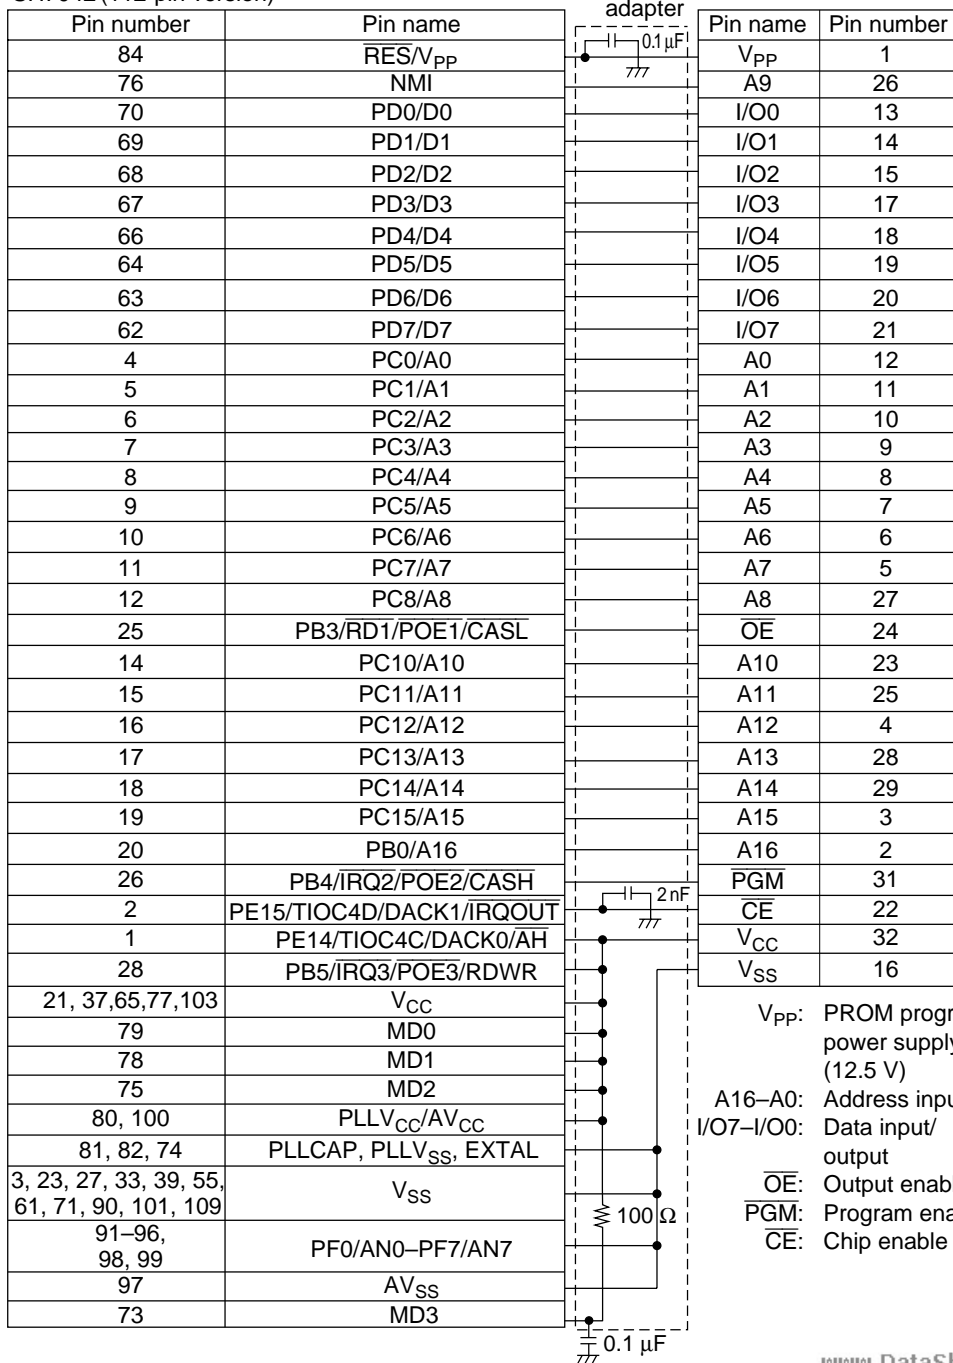 adapter
Pin number Pin name Pin name Pin number
0.1 μF
84 RES/VPP VPP 1
76 NMI A9 26
70 PD0/D0 I/O0 13
69 PD1/D1 I/O1 14
68 PD2/D2 I/O2 15
67 PD3/D3 I/O3 17
66 PD4/D4 I/O4 18
64 PD5/D5 I/O5 19
63 PD6/D6 I/O6 20
62 PD7/D7 I/O7 21
4 PC0/A0 A0 12
5 PC1/A1 A1 11
6 PC2/A2 A2 10
7 PC3/A3 A3 9
8 PC4/A4 A4 8
9 PC5/A5 A5 7
10 PC6/A6 A6 6
11 PC7/A7 A7 5
12 PC8/A8 A8 27
25 PB3/RD1/POE1/CASL OE 24
14 PC10/A10 A10 23
15 PC11/A11 A11 25
16 PC12/A12 A12 4
17 PC13/A13 A13 28
18 PC14/A14 A14 29
19 PC15/A15 A15 3
20 PB0/A16 A16 2
26 PB4/IRQ2/POE2/CASH PGM 31
2 nF
2 PE15/TIOC4D/DACK1/IRQOUT CE 22
1 PE14/TIOC4C/DACK0/AH VCC 32
28 PB5/IRQ3/POE3/RDWR VSS 16
21, 37,65,77,103 VCC
79 MD0
78 MD1
75 MD2
80, 100 PLLVCC/AVCC
81, 82, 74 PLLCAP, PLLVSS, EXTAL
3, 23, 27, 33, 39, 55,
61, 71, 90, 101, 109 VSS
100 Ω
91–96,
98, 99 PF0/AN0–PF7/AN7
97 AVSS
73 MD3
0.1 μF
VPP: PROM progr
power supply
(12.5 V)
A16–A0: Address inpu
I/O7–I/O0: Data input/
output
OE: Output enabl
PGM: Program ena
CE: Chip enable